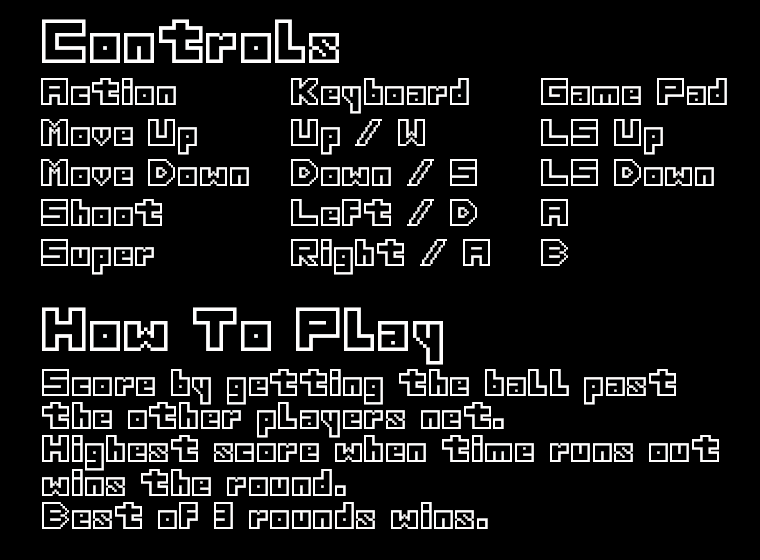 Controls
Action Keyboard Game Pad
Move Up Up / W LS Up
Move Down Down / S LS Down
Shoot Left / D A
Super Right / A B
How To Play
Score by getting the ball past
the other players net.
Highest score when time runs out
wins the round.
Best of 3 rounds wins.